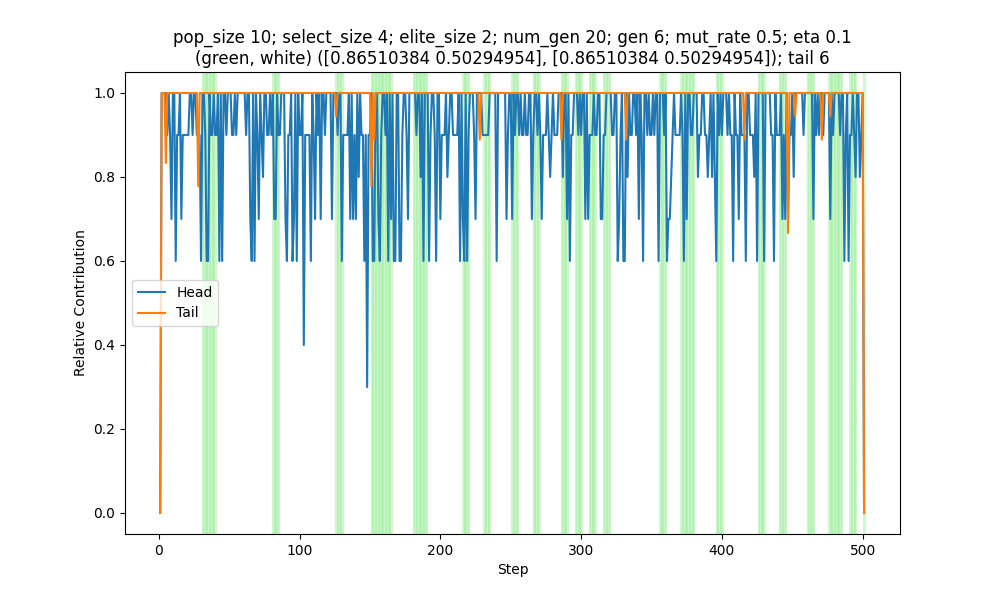 pop_size 10; select_size 4; elite_size 2; num_gen 20; gen 6; mut_rate 0.5; eta 0.1
(green, white) ([0.86510384 0.50294954], [0.86510384 0.50294954]); tail 6
1.0
0.8
0.6
0.4
0.2
0.0
Relative Contribution
Head
Tail
0
100
200
300
400
500
Step